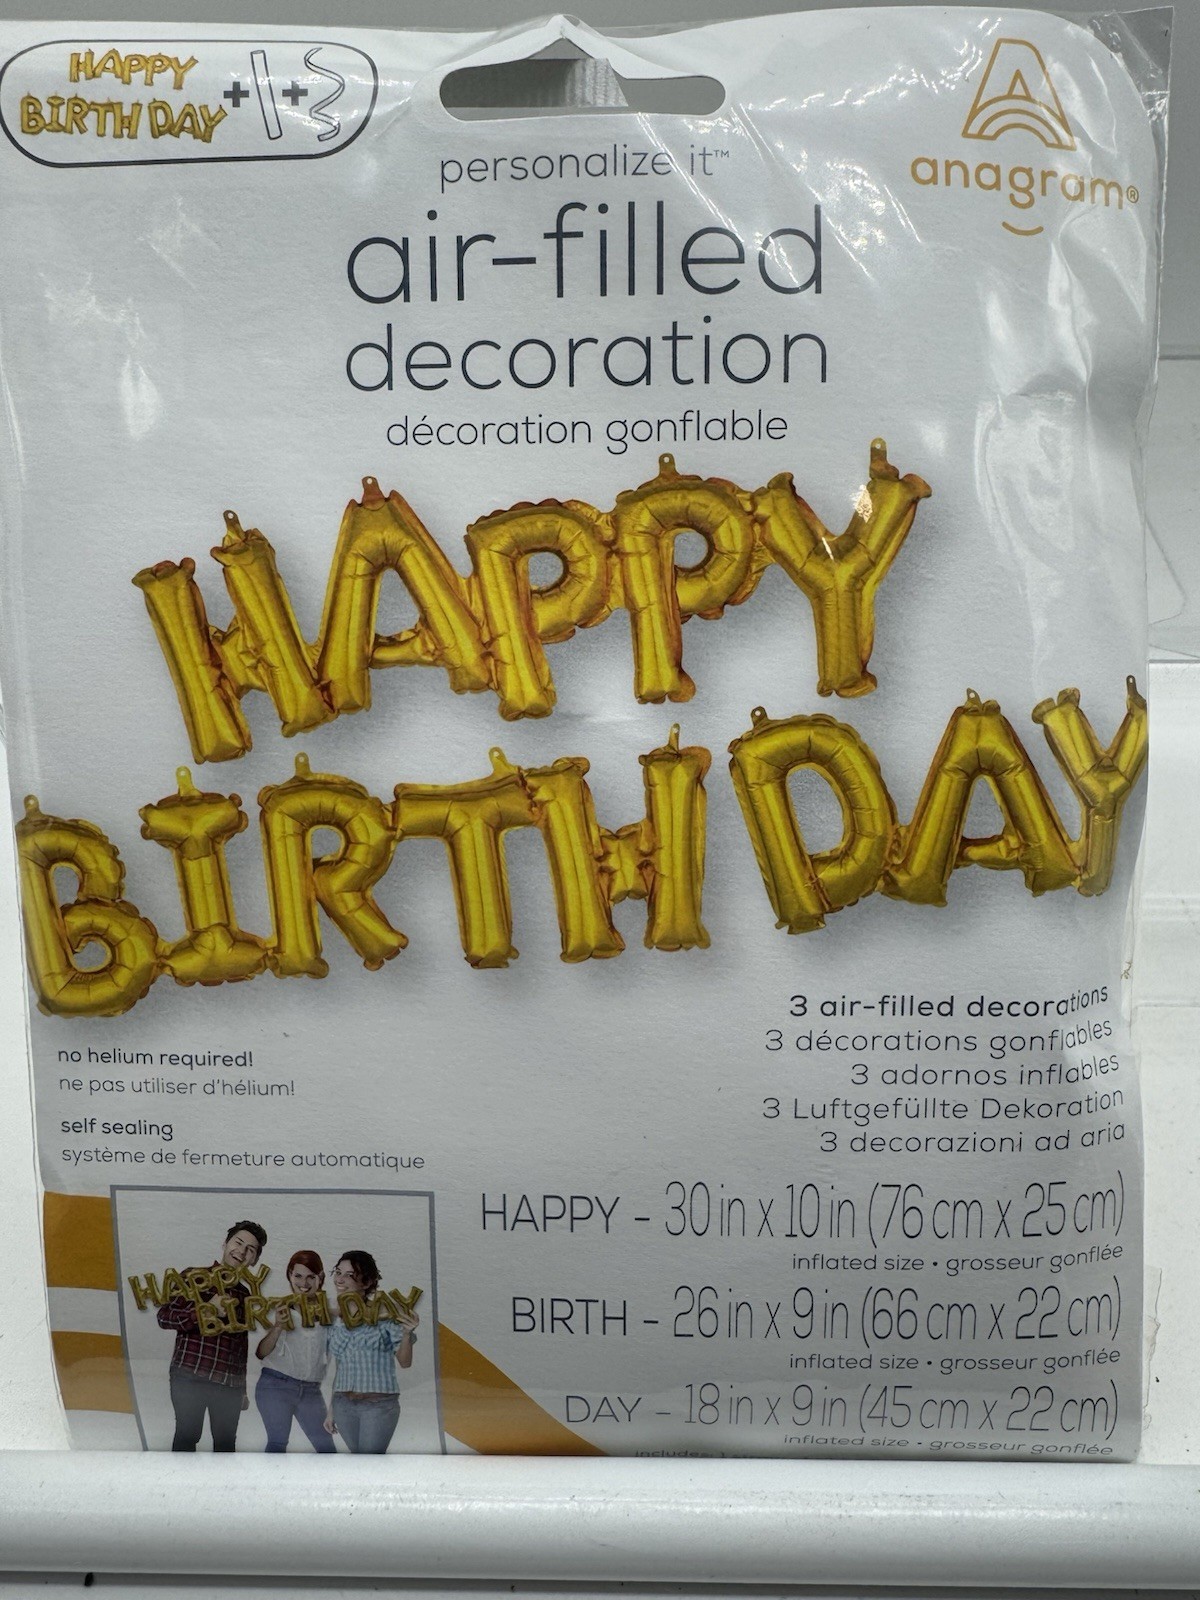 HAPPY
BIRTH DAY + +
personalize it™
anagram®
air-filled
decoration
décoration gonflable
HAPPY
BIRTH DAY
3 air-filled decorations
3 décorations gonflables
3 adornos inflables
3 Luftgefüllte Dekoration
3 decorazioni ad aria
no helium required!
ne pas utiliser d'hélium!
self sealing
système de fermeture automatique
HAPPY – 30 in x 10 in (76 cm x 25 cm)
inflated size • grosseur gonflée
BIRTH – 26 in x 9 in (66 cm x 22 cm)
inflated size • grosseur gonflée
DAY – 18 in x 9 in (45 cm x 22 cm)
inflated size • grosseur gonflée
HAPPY
BIRTH DAY